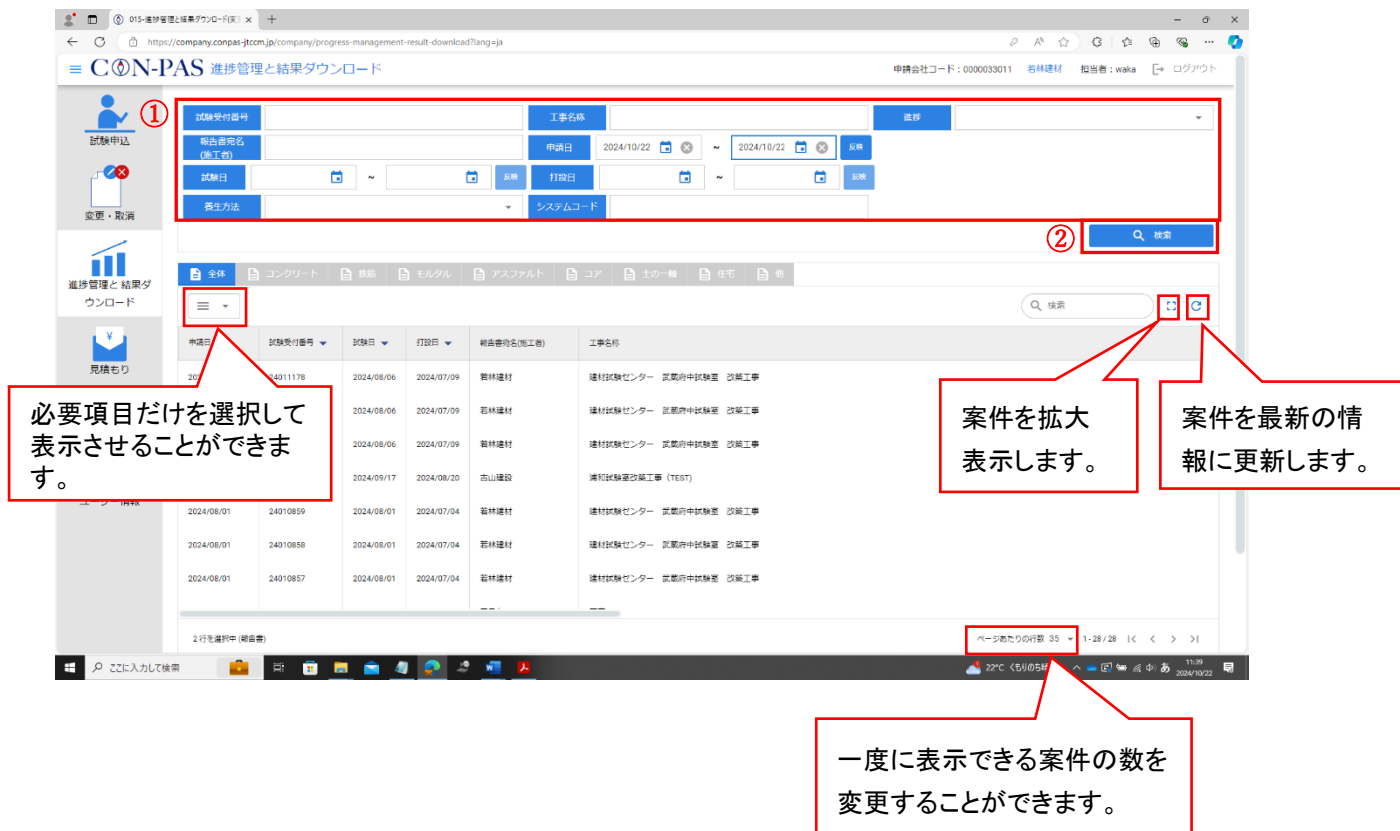 015-進捗管理と結果ダウンロード(変
https://company.conpas-jtccm.jp/company/progress-management-result-download?lang=ja
CON-PAS 進捗管理と結果ダウンロード
申請会社コード : 0000033011 若林建材 担当者 : waka ログアウト
①
試験申込
変更・取消
進捗管理と 結果ダ
ウンロード
見積もり
試験受付番号 工事名称 進捗
報告書宛名
(施工者)
申請日 2024/10/22 ~ 2024/10/22 反映
試験日 ~ 反映 打設日 ~ 反映
養生方法 システムコード
② 検索
全体 コンクリート 鉄筋 モルタル アスファルト コア 土の一軸 住宅 他
検索
申請日 試験受付番号 試験日 打設日 報告書宛名(施工者) 工事名称
24011178 2024/08/06 2024/07/09 若林建材 建材試験センター 武蔵府中試験室 改築工事
2024/08/06 2024/07/09 若林建材 建材試験センター 武蔵府中試験室 改築工事
2024/08/06 2024/07/09 若林建材 建材試験センター 武蔵府中試験室 改築工事
2024/09/17 2024/08/20 古山建設 浦和試験室改築工事 (TEST)
2024/08/01 24010859 2024/08/01 2024/07/04 若林建材 建材試験センター 武蔵府中試験室 改築工事
2024/08/01 24010858 2024/08/01 2024/07/04 若林建材 建材試験センター 武蔵府中試験室 改築工事
2024/08/01 24010857 2024/08/01 2024/07/04 若林建材 建材試験センター 武蔵府中試験室 改築工事
必要項目だけを選択して
表示させることができま
す。
案件を拡大
表示します。
案件を最新の情
報に更新します。
2 行を選択中 (報告書)
ページあたりの行数 35 1-28 / 28
ここに入力して検索
22°C くもりのち
あ
11:39
2024/10/22
一度に表示できる案件の数を
変更することができます。